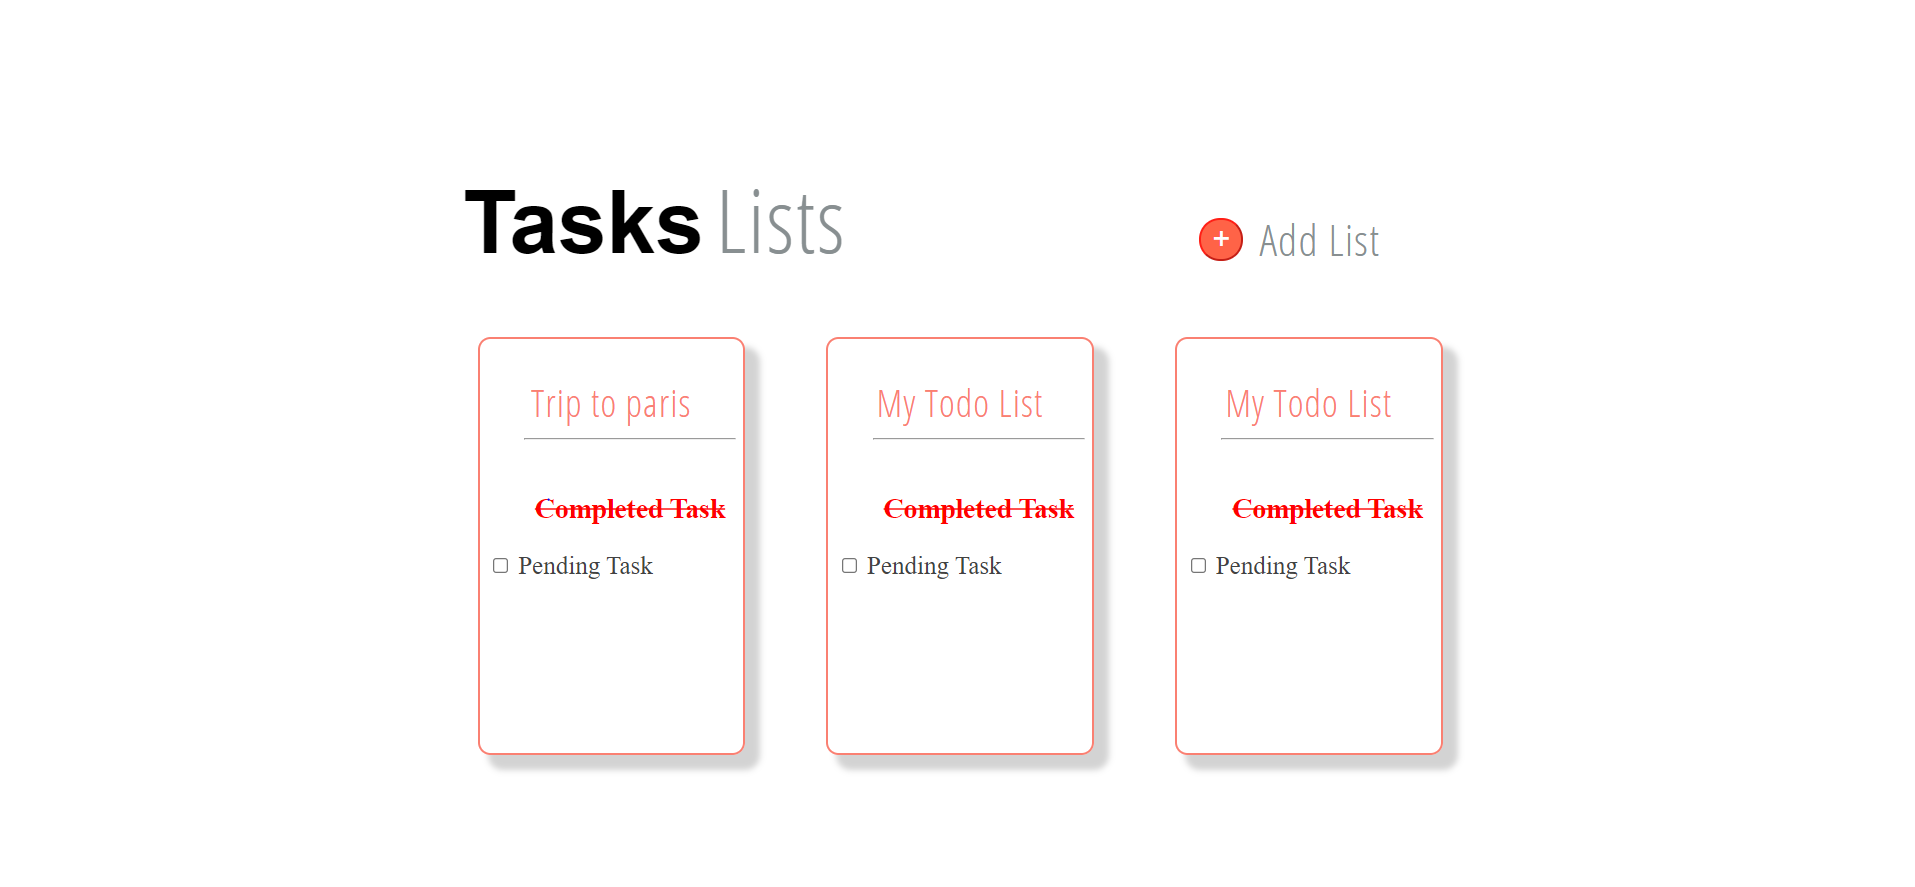 Tasks Lists
+ Add List
Trip to paris
Completed Task
Pending Task
My Todo List
Completed Task
Pending Task
My Todo List
Completed Task
Pending Task